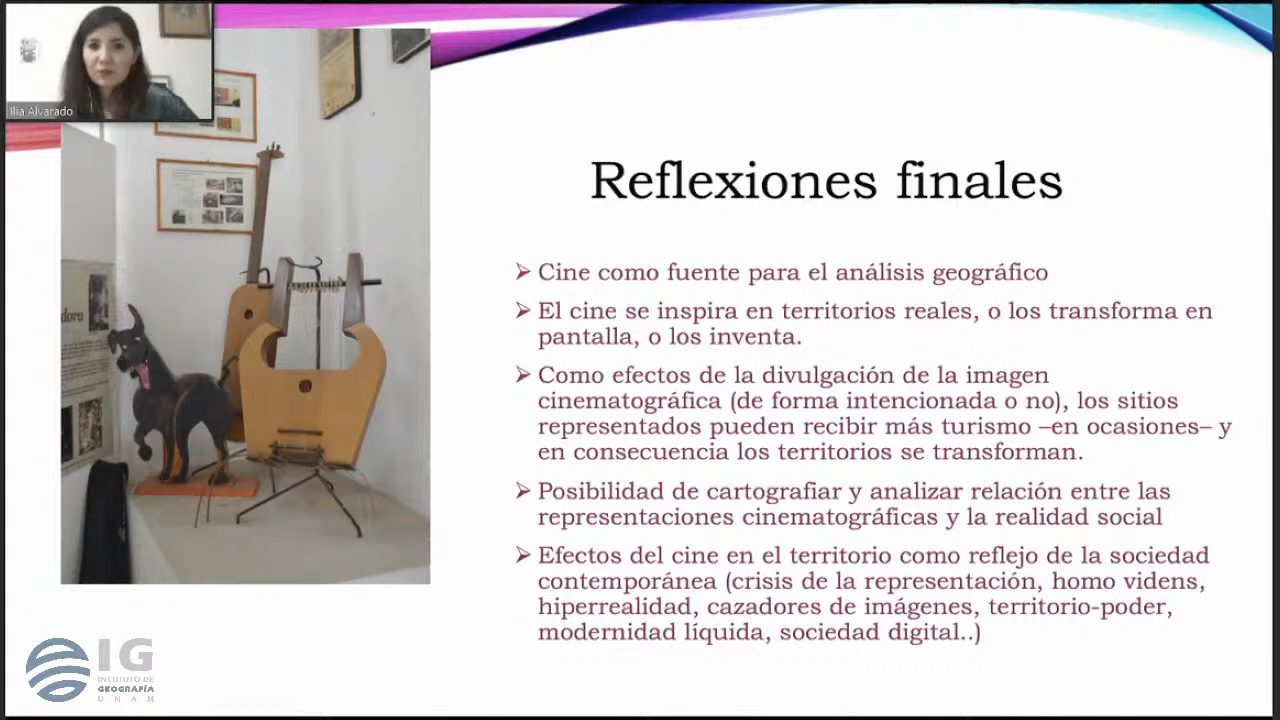 Ilia Alvarado
dora
Reflexiones finales
➢ Cine como fuente para el análisis geográfico
➢ El cine se inspira en territorios reales, o los transforma en
pantalla, o los inventa.
➢ Como efectos de la divulgación de la imagen
cinematográfica (de forma intencionada o no), los sitios
representados pueden recibir más turismo –en ocasiones– y
en consecuencia los territorios se transforman.
➢ Posibilidad de cartografiar y analizar relación entre las
representaciones cinematográficas y la realidad social
➢ Efectos del cine en el territorio como reflejo de la sociedad
contemporánea (crisis de la representación, homo videns,
hiperrealidad, cazadores de imágenes, territorio-poder,
modernidad líquida, sociedad digital..)
IG
INSTITUTO DE
GEOGRAFÍA
UNAM